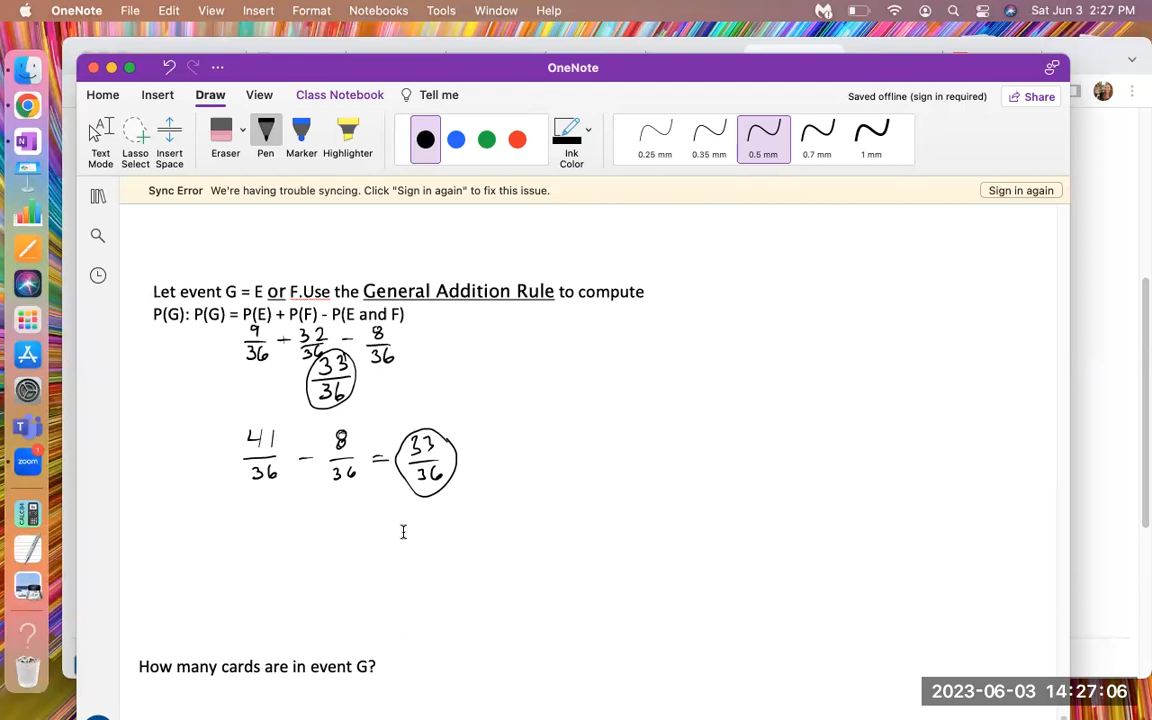 OneNote File Edit View Insert Format Notebooks Tools Window Help Sat Jun 3 2:27 PM
OneNote
Home Insert Draw View Class Notebook Tell me Saved offline (sign in required) Share
Text Mode Lasso Select Insert Space Eraser Pen Marker Highlighter Ink Color 0.25 mm 0.35 mm 0.5 mm 0.7 mm 1 mm
Sync Error We're having trouble syncing. Click "Sign in again" to fix this issue. Sign in again
Let event G = E or F.Use the General Addition Rule to compute
P(G): P(G) = P(E) + P(F) - P(E and F)
9/36 + 32/36 - 8/36
33/36
41/36 - 8/36 = 33/36
zoom
1
How many cards are in event G?
2023-06-03 14:27:06